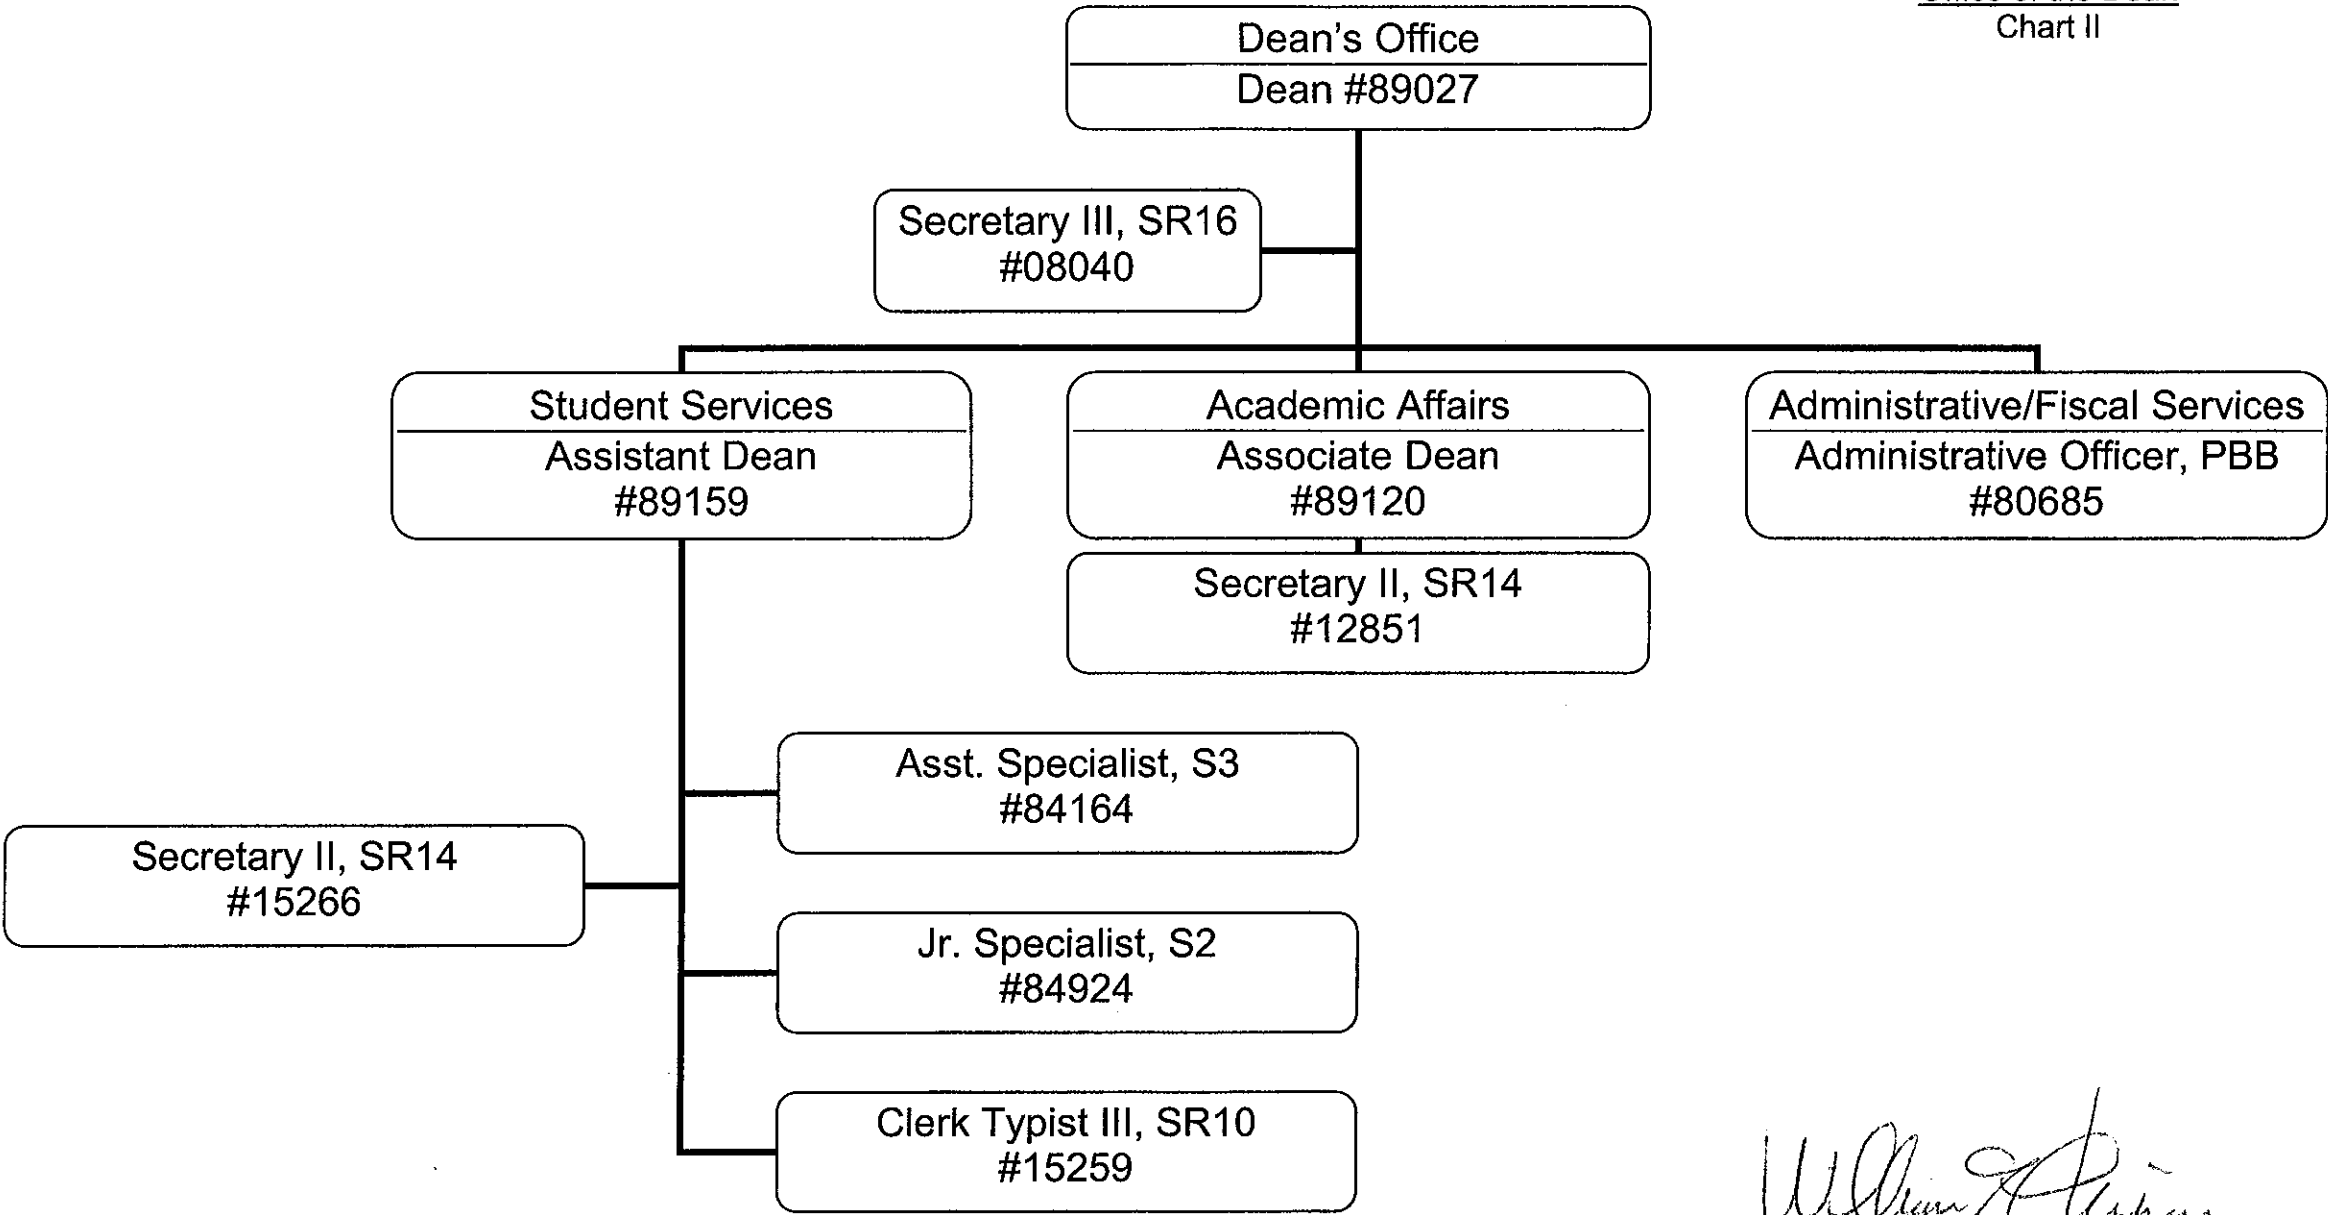 Chart II
Dean's Office
Dean #89027
Secretary III, SR16
#08040
Student Services
Assistant Dean
#89159
Academic Affairs
Associate Dean
#89120
Administrative/Fiscal Services
Administrative Officer, PBB
#80685
Secretary II, SR14
#12851
Asst. Specialist, S3
#84164
Secretary II, SR14
#15266
Jr. Specialist, S2
#84924
Clerk Typist III, SR10
#15259